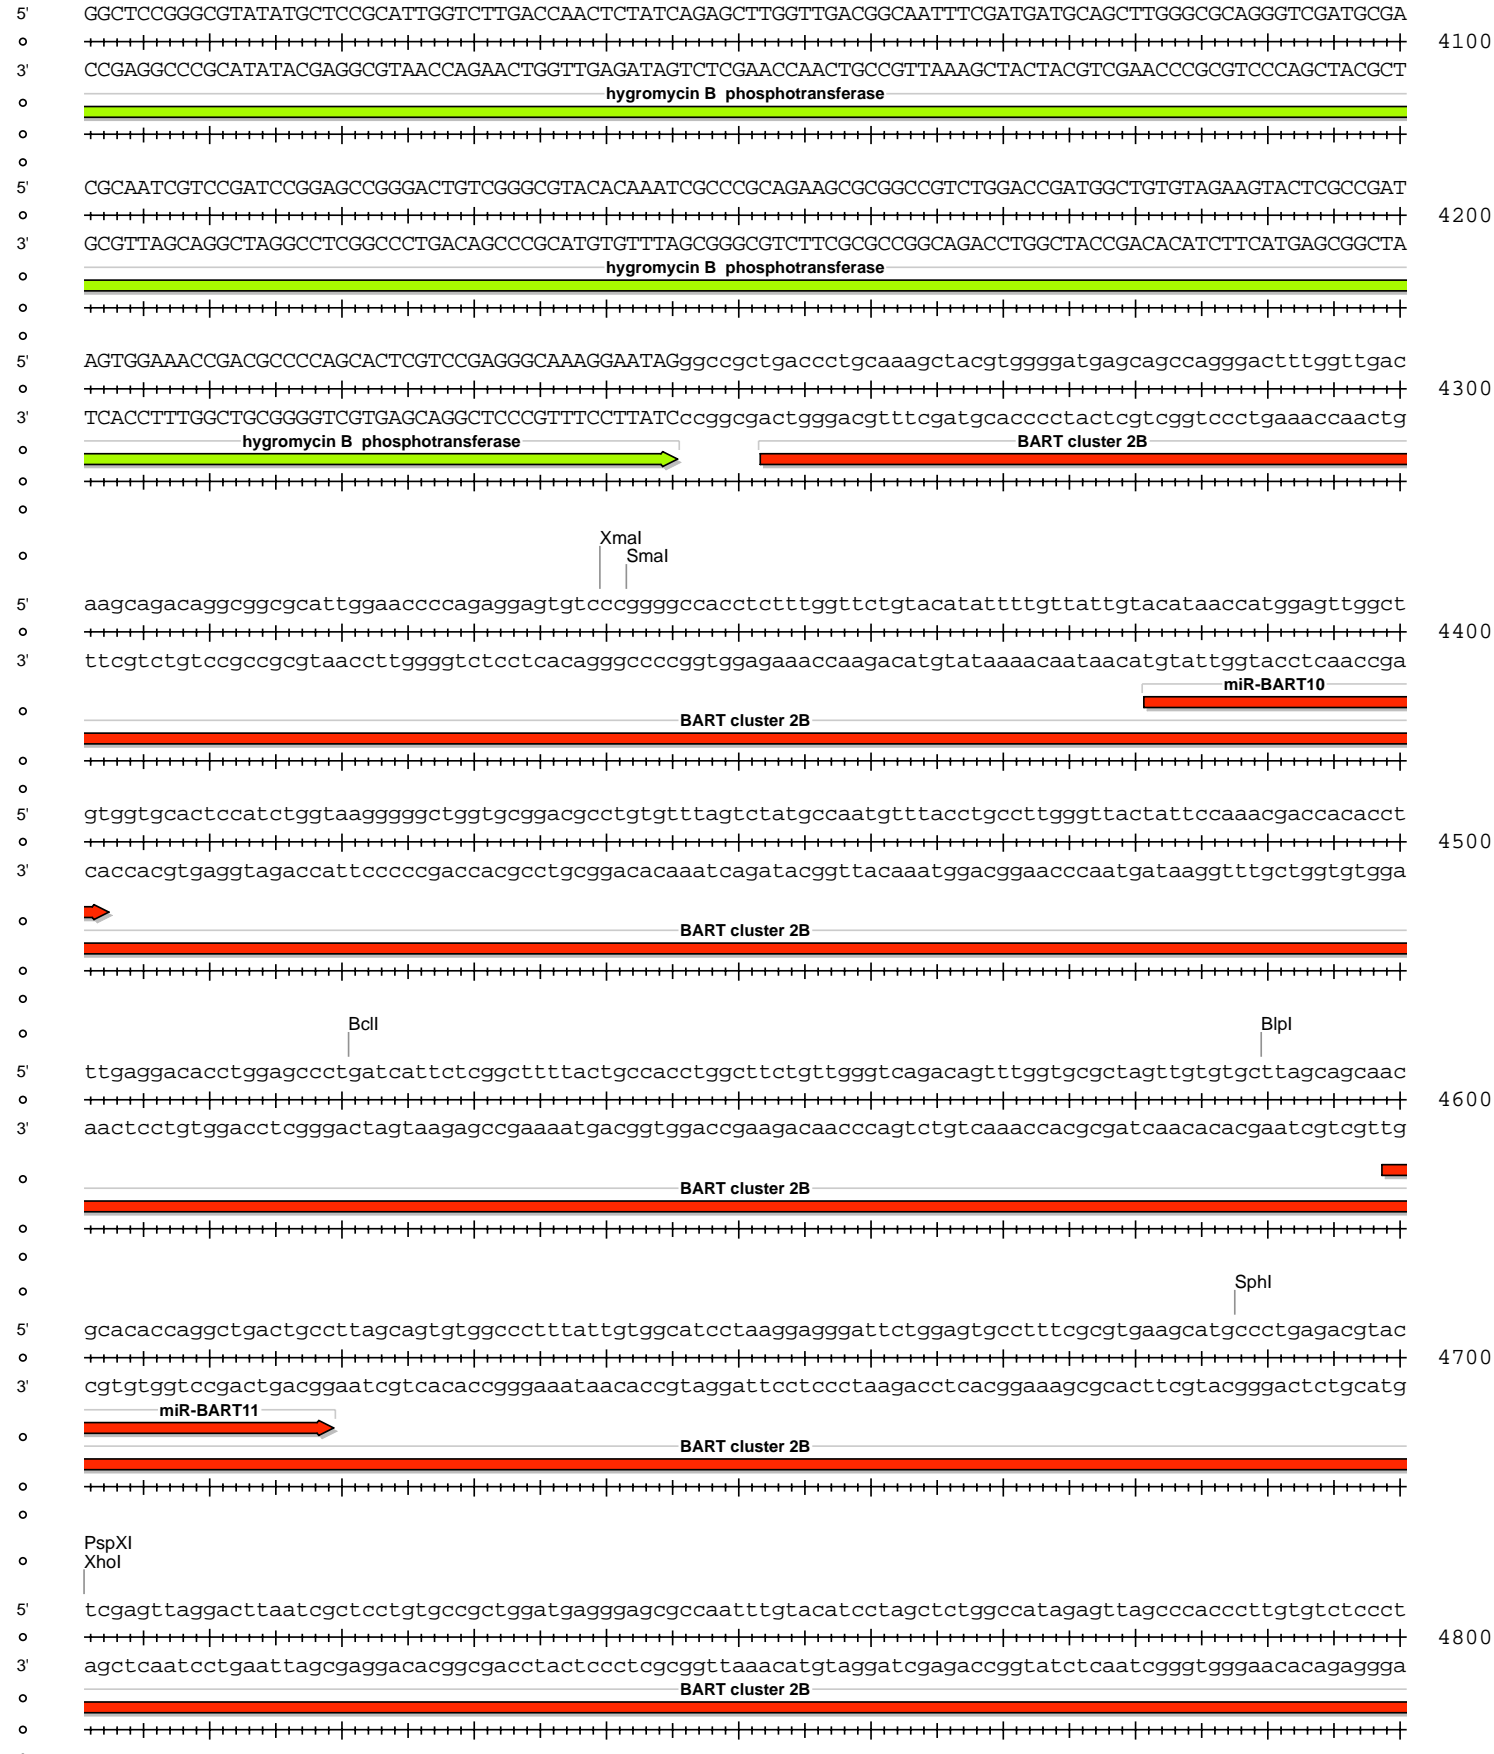 5' GGCTCCGGGCGTATATGCTCCGCATTGGTCTTGACCAACTCTATCAGAGCTTGGTTGACGGCAATTTCGATGATGCAGCTTGGGCGCAGGGTCGATGCGA
4100
3' CCGAGGCCCGCATATACGAGGCGTAACCAGAACTGGTTGAGATAGTCTCGAACCAACTGCCGTTAAAGCTACTACGTCGAACCCGCGTCCCAGCTACGCT
hygromycin B phosphotransferase
5' CGCAATCGTCCGATCCGGAGCCGGGACTGTCGGGCGTACACAAATCGCCCGCAGAAGCGCGGCCGTCTGGACCGATGGCTGTGTAGAAGTACTCGCCGAT
4200
3' GCGTTAGCAGGCTAGGCCTCGGCCCTGACAGCCCGCATGTGTTTAGCGGGCGTCTTCGCGCCGGCAGACCTGGCTACCGACACATCTTCATGAGCGGCTA
hygromycin B phosphotransferase
5' AGTGGAAACCGACGCCCCAGCACTCGTCCGAGGGCAAAGGAATAGggccgctgaccctgcaaagctacgtggggatgagcagccagggactttggttgac
4300
3' TCACCTTTGGCTGCGGGGTCGTGAGCAGGCTCCCGTTTCCTTATCccggcgactgggacgtttcgatgcacccctactcgtcggtccctgaaaccaactg
hygromycin B phosphotransferase BART cluster 2B
XmaI
SmaI
5' aagcagacaggcggcgcattggaaccccagaggagtgtcccggggccacctctttggttctgtacatattttgttattgtacataaccatggagttggct
4400
3' ttcgtctgtccgccgcgtaaccttggggtctcctcacagggccccggtggagaaaccaagacatgtataaaacaataacatgtattggtacctcaaccga
miR-BART10
BART cluster 2B
5' gtggtgcactccatctggtaagggggctggtgcggacgcctgtgtttagtctatgccaatgtttacctgccttgggttactattccaaacgaccacacct
4500
3' caccacgtgaggtagaccattcccccgaccacgcctgcggacacaaatcagatacggttacaaatggacggaacccaatgataaggtttgctggtgtgga
BART cluster 2B
BclI BlpI
5' ttgaggacacctggagccctgatcattctcggcttttactgccacctggcttctgttgggtcagacagtttggtgcgctagttgtgtgcttagcagcaac
4600
3' aactcctgtggacctcgggactagtaagagccgaaaatgacggtggaccgaagacaacccagtctgtcaaaccacgcgatcaacacacgaatcgtcgttg
BART cluster 2B
SphI
5' gcacaccaggctgactgccttagcagtgtggccctttattgtggcatcctaaggagggattctggagtgcctttcgcgtgaagcatgccctgagacgtac
4700
3' cgtgtggtccgactgacggaatcgtcacaccgggaaataacaccgtaggattcctccctaagacctcacggaaagcgcacttcgtacgggactctgcatg
miR-BART11
BART cluster 2B
PspXI
XhoI
5' tcgagttaggacttaatcgctcctgtgccgctggatgagggagcgccaatttgtacatcctagctctggccatagagttagcccacccttgtgtctccct
4800
3' agctcaatcctgaattagcgaggacacggcgacctactccctcgcggttaaacatgtaggatcgagaccggtatctcaatcgggtgggaacacagaggga
BART cluster 2B